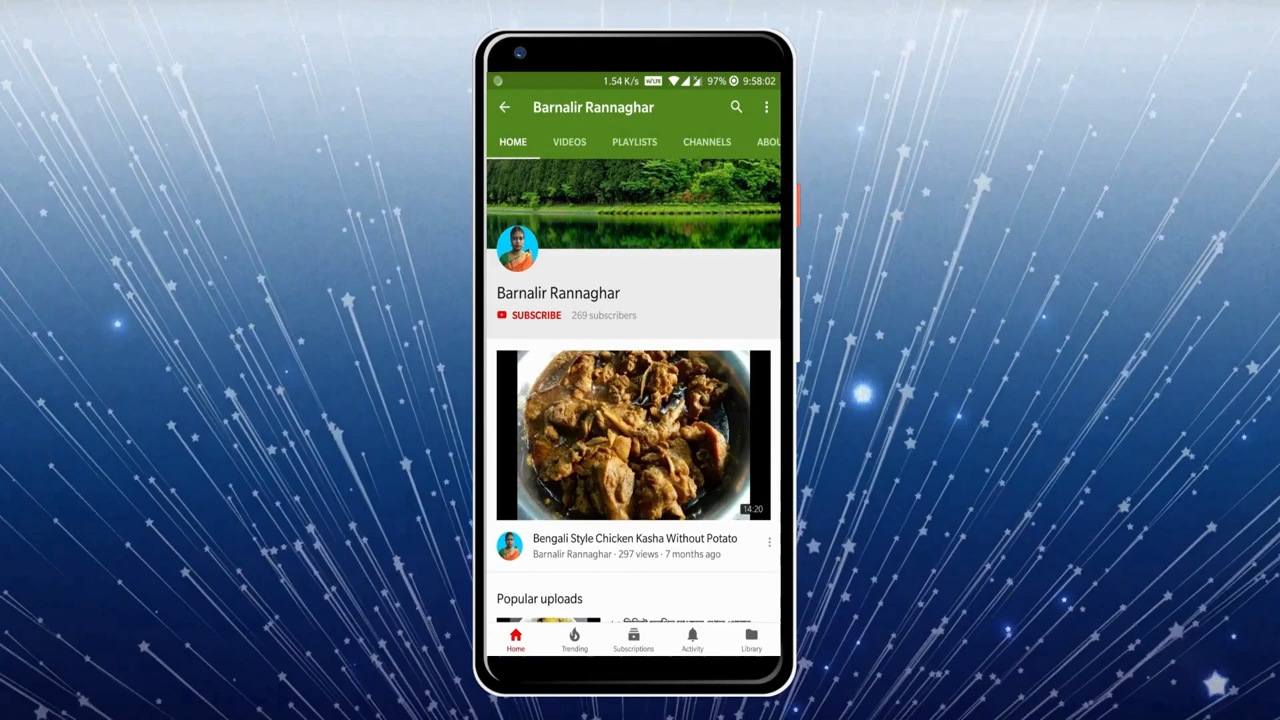 1.54 K/s VoLTE 97% 9:58:02
Barnalir Rannaghar
HOME VIDEOS PLAYLISTS CHANNELS ABOU
Barnalir Rannaghar
SUBSCRIBE 269 subscribers
14:20
Bengali Style Chicken Kasha Without Potato
Barnalir Rannaghar · 297 views · 7 months ago
Popular uploads
Home Trending Subscriptions Activity Library